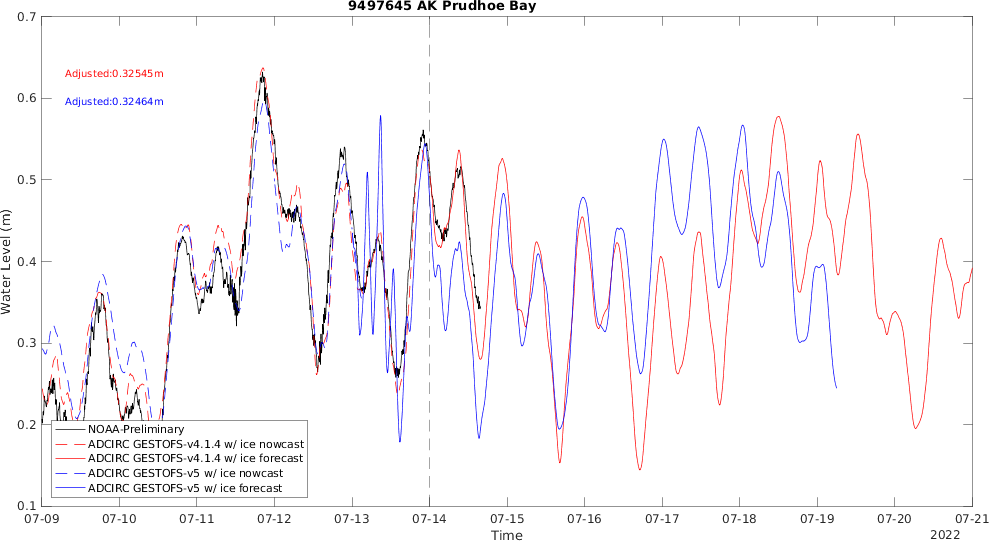 9497645 AK Prudhoe Bay
0.7
0.6
0.5
0.4
0.3
0.2
0.1
Water Level (m)
Adjusted:0.32545m
Adjusted:0.32464m
NOAA-Preliminary
ADCIRC GESTOFS-v4.1.4 w/ ice nowcast
ADCIRC GESTOFS-v4.1.4 w/ ice forecast
ADCIRC GESTOFS-v5 w/ ice nowcast
ADCIRC GESTOFS-v5 w/ ice forecast
07-09 07-10 07-11 07-12 07-13 07-14 07-15 07-16 07-17 07-18 07-19 07-20 07-21
Time
2022